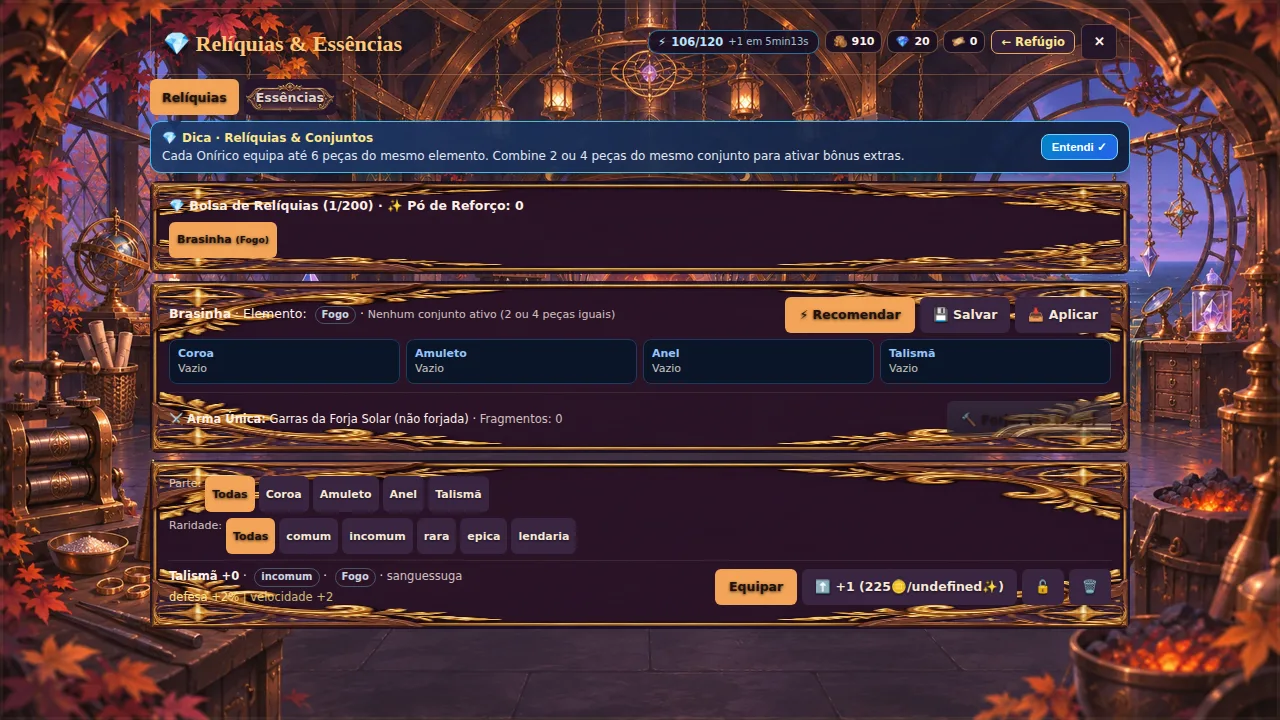 💎 Relíquias & Essências
⚡ 106/120 +1 em 5min13s
910
💎 20
0
← Refúgio
✕
Relíquias
Essências
💎 Dica · Relíquias & Conjuntos
Cada Onírico equipa até 6 peças do mesmo elemento. Combine 2 ou 4 peças do mesmo conjunto para ativar bônus extras.
Entendi ✓
💎 Bolsa de Relíquias (1/200) · ✨ Pó de Reforço: 0
Brasinha (Fogo)
Brasinha · Elemento: Fogo · Nenhum conjunto ativo (2 ou 4 peças iguais)
⚡ Recomendar
💾 Salvar
📥 Aplicar
Coroa
Vazio
Amuleto
Vazio
Anel
Vazio
Talismã
Vazio
⚔️ Arma Única: Garras da Forja Solar (não forjada) · Fragmentos: 0
Parte:
Todas
Coroa
Amuleto
Anel
Talismã
Raridade:
Todas
comum
incomum
rara
epica
lendaria
Talismã +0 · incomum · Fogo · sanguessuga
defesa +2% | velocidade +2
Equipar
⬆️ +1 (225🪙/undefined✨)
🔓
🗑️